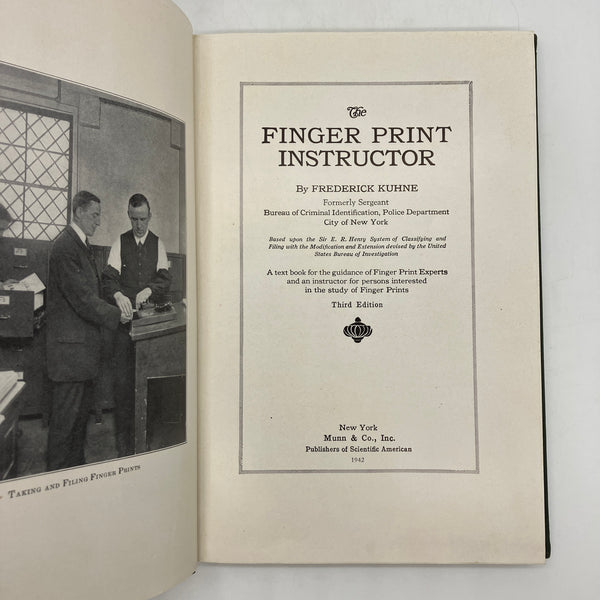 Taking and Filing Finger Prints
The
FINGER PRINT
INSTRUCTOR
By FREDERICK KUHNE
Formerly Sergeant
Bureau of Criminal Identification, Police Department
City of New York
Based upon the Sir E. R. Henry System of Classifying and
Filing with the Modification and Extension devised by the United
States Bureau of Investigation
A text book for the guidance of Finger Print Experts
and an instructor for persons interested
in the study of Finger Prints
Third Edition
New York
Munn & Co., Inc.
Publishers of Scientific American
1942